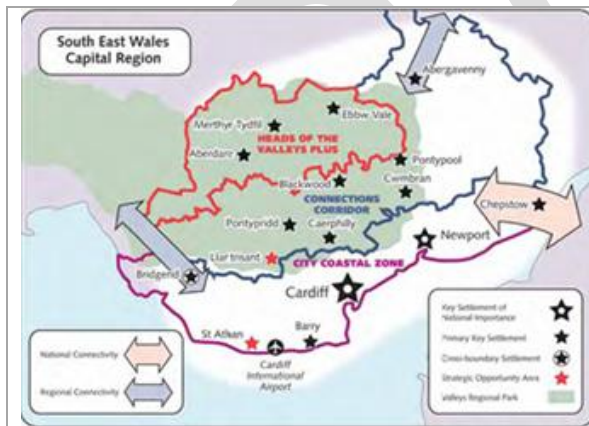 South East Wales
Capital Region
Abergavenny
Ebbw Vale
Merthyr Tydfil
HEADS OF THE
VALLEYS PLUS
Aberdare
Pontypool
Cwmbran
Blackwood
CONNECTIONS
CORRIDOR
Chepstow
Pontypridd
Caerphilly
Newport
Llantrisant
CITY COASTAL ZONE
Bridgend
Cardiff
St Athan
Barry
Cardiff
International
Airport
National Connectivity
Regional Connectivity
Key Settlement of
National Importance
Primary Key Settlement
Cross-boundary Settlement
Strategic Opportunity Area
Valleys Regional Park